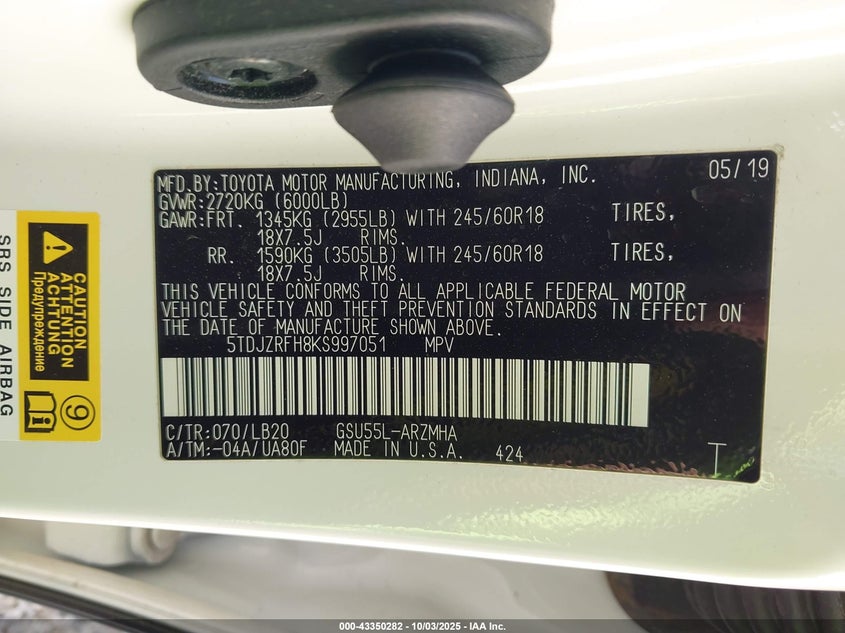 MFD.BY:TOYOTA MOTOR MANUFACTURING, INDIANA, INC. 05/19
GVWR:2720KG (6000LB)
GAWR:FRT. 1345KG (2955LB) WITH 245/60R18 TIRES,
18X7.5J RIMS.
RR. 1590KG (3505LB) WITH 245/60R18 TIRES,
18X7.5J RIMS.
THIS VEHICLE CONFORMS TO ALL APPLICABLE FEDERAL MOTOR
VEHICLE SAFETY AND THEFT PREVENTION STANDARDS IN EFFECT ON
THE DATE OF MANUFACTURE SHOWN ABOVE.
5TDJZRFH8KS997051 MPV
C/TR:070/LB20 GSU55L-ARZMHA
A/TM:-04A/UA80F MADE IN U.S.A. 424 T
SRS SIDE AIRBAG
CAUTION
ATTENTION
ACHTUNG
Предупреждение
9
000-43350282 - 10/03/2025 - IAA Inc.